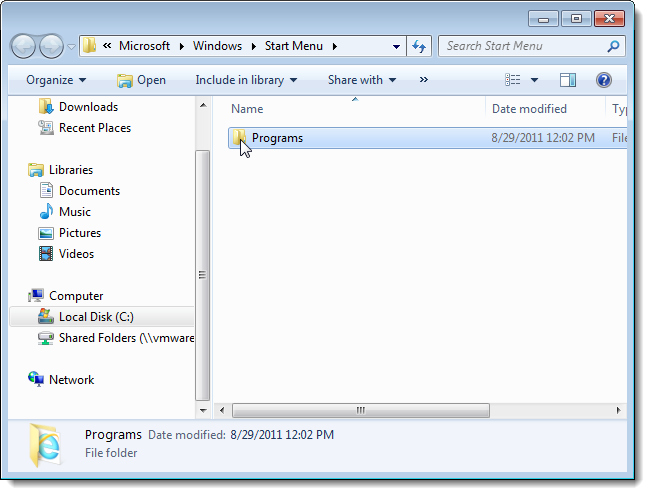 « Microsoft Windows Start Menu Search Start Menu
Organize Open Include in library Share with » ?
Downloads
Recent Places
Libraries
Documents
Music
Pictures
Videos
Computer
Local Disk (C:)
Shared Folders (\\vmware
Network
Name Date modified Typ
Programs 8/29/2011 12:02 PM File
Programs Date modified: 8/29/2011 12:02 PM
File folder